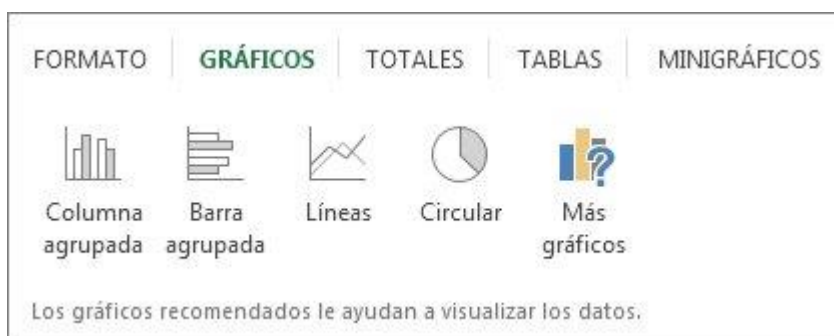 FORMATO GRÁFICOS TOTALES TABLAS MINIGRÁFICOS
Columna agrupada
Barra agrupada
Líneas
Circular
Más gráficos
Los gráficos recomendados le ayudan a visualizar los datos.